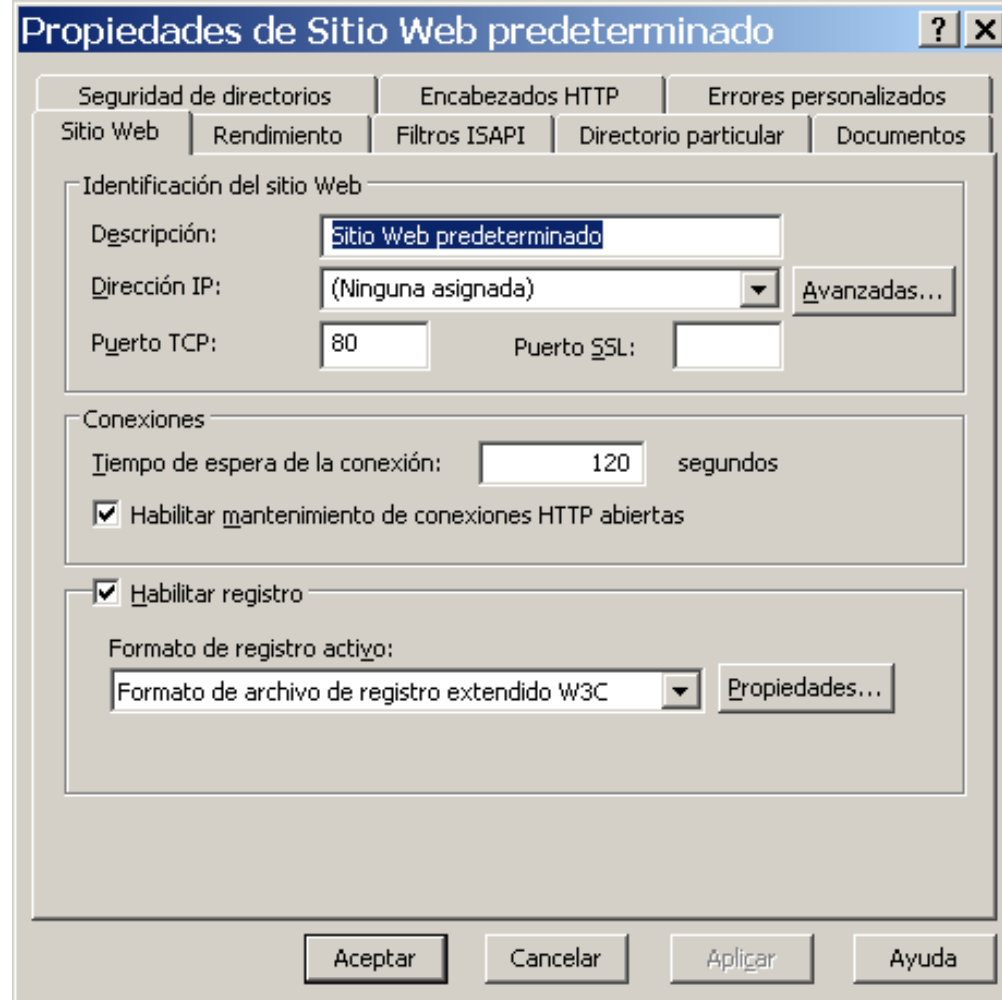 Propiedades de Sitio Web predeterminado
Seguridad de directorios Encabezados HTTP Errores personalizados
Sitio Web Rendimiento Filtros ISAPI Directorio particular Documentos
Identificación del sitio Web
Descripción: Sitio Web predeterminado
Dirección IP: (Ninguna asignada) Avanzadas...
Puerto TCP: 80 Puerto SSL:
Conexiones
Tiempo de espera de la conexión: 120 segundos
Habilitar mantenimiento de conexiones HTTP abiertas
Habilitar registro
Formato de registro activo:
Formato de archivo de registro extendido W3C Propiedades...
Aceptar Cancelar Aplicar Ayuda